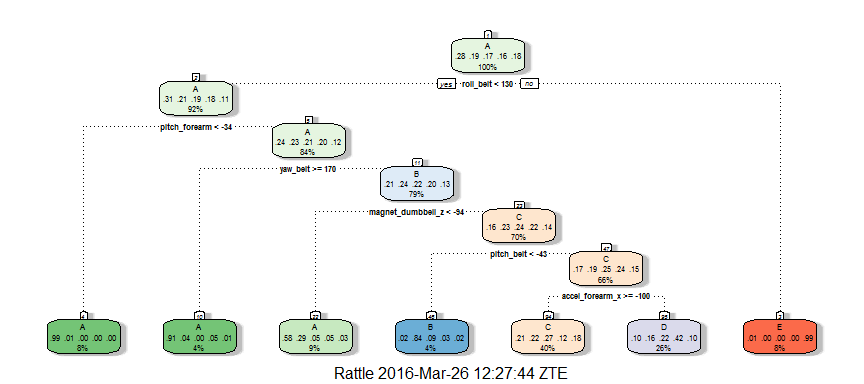 1
A
.28 .19 .17 .16 .18
100%
yes roll_belt < 130 no
2
A
.31 .21 .19 .18 .11
92%
pitch_forearm < -34
5
A
.24 .23 .21 .20 .12
84%
yaw_belt >= 170
11
B
.21 .24 .22 .20 .13
79%
magnet_dumbbell_z < -94
23
C
.16 .23 .24 .22 .14
70%
pitch_belt < -43
47
C
.17 .19 .25 .24 .15
66%
accel_forearm_x >= -100
4
A
.99 .01 .00 .00 .00
8%
10
A
.91 .04 .00 .05 .01
4%
22
A
.58 .29 .05 .05 .03
9%
46
B
.02 .84 .09 .03 .02
4%
94
C
.21 .22 .27 .12 .18
40%
95
D
.10 .16 .22 .42 .10
26%
3
E
.01 .00 .00 .00 .99
8%
Rattle 2016-Mar-26 12:27:44 ZTE